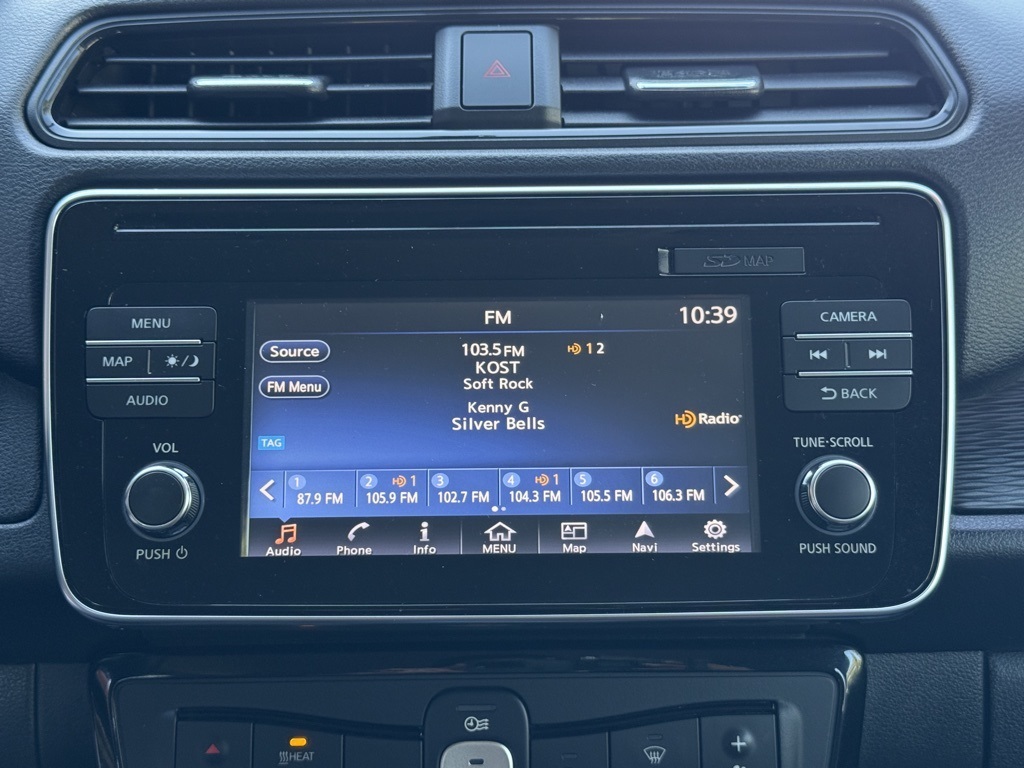 SD MAP
MENU
MAP
AUDIO
VOL
PUSH
FM
10:39
Source
FM Menu
103.5 FM
HD 1 2
KOST
Soft Rock
Kenny G
Silver Bells
HD Radio
TAG
1 87.9 FM
2 HD 1 105.9 FM
3 102.7 FM
4 HD 1 104.3 FM
5 105.5 FM
6 106.3 FM
Audio
Phone
Info
MENU
Map
Navi
Settings
CAMERA
BACK
TUNE·SCROLL
PUSH SOUND
HEAT
+